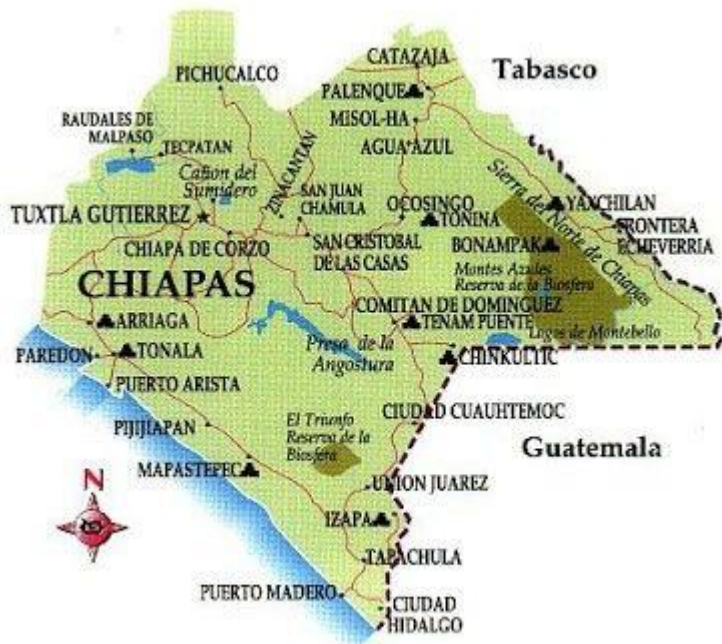 CATAZAJA
Tabasco
PICHUCALCO
PALENQUE
MISOL-HA
RAUDALES DE
MALPASO
TECPATAN
AGUA AZUL
Cañon del
Sumidero
ZINACANTAN
SAN JUAN
CHAMULA
Sierra del Norte de Chiapas
OCOSINGO
YAXCHILAN
TUXTLA GUTIERREZ
TONINA
FRONTERA
ECHEVERRIA
CHIAPA DE CORZO
SAN CRISTOBAL
DE LAS CASAS
BONAMPAK
CHIAPAS
Montes Azules
Reserva de la Biosfera
COMITAN DE DOMINGUEZ
ARRIAGA
TENAM PUENTE
Presa de la
Angostura
Lagos de Montebello
PAREDON
TONALA
CHINKULTIC
PUERTO ARISTA
CIUDAD CUAUHTEMOC
El Triunfo
Reserva de la
Biosfera
PIJIJIAPAN
Guatemala
MAPASTEPEC
N
UNION JUAREZ
IZAPA
TAPACHULA
PUERTO MADERO
CIUDAD
HIDALGO